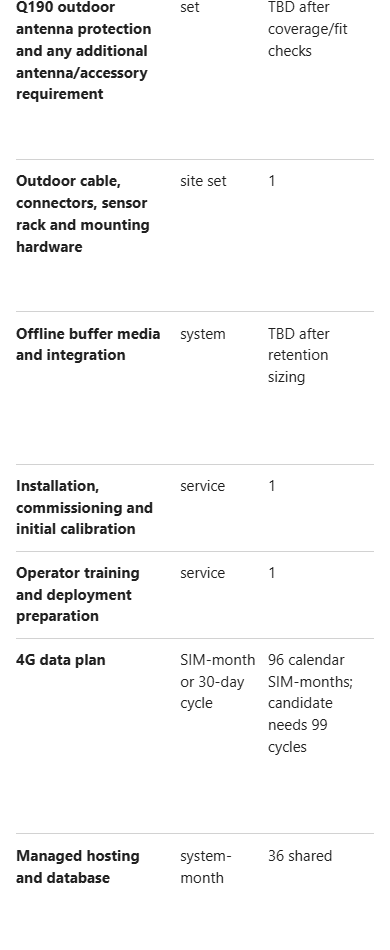 Q190 outdoor set TBD after
antenna protection coverage/fit
and any additional checks
antenna/accessory
requirement
Outdoor cable, site set 1
connectors, sensor
rack and mounting
hardware
Offline buffer media system TBD after
and integration retention
sizing
Installation, service 1
commissioning and
initial calibration
Operator training service 1
and deployment
preparation
4G data plan SIM-month 96 calendar
or 30-day SIM-months;
cycle candidate
needs 99
cycles
Managed hosting system- 36 shared
and database month